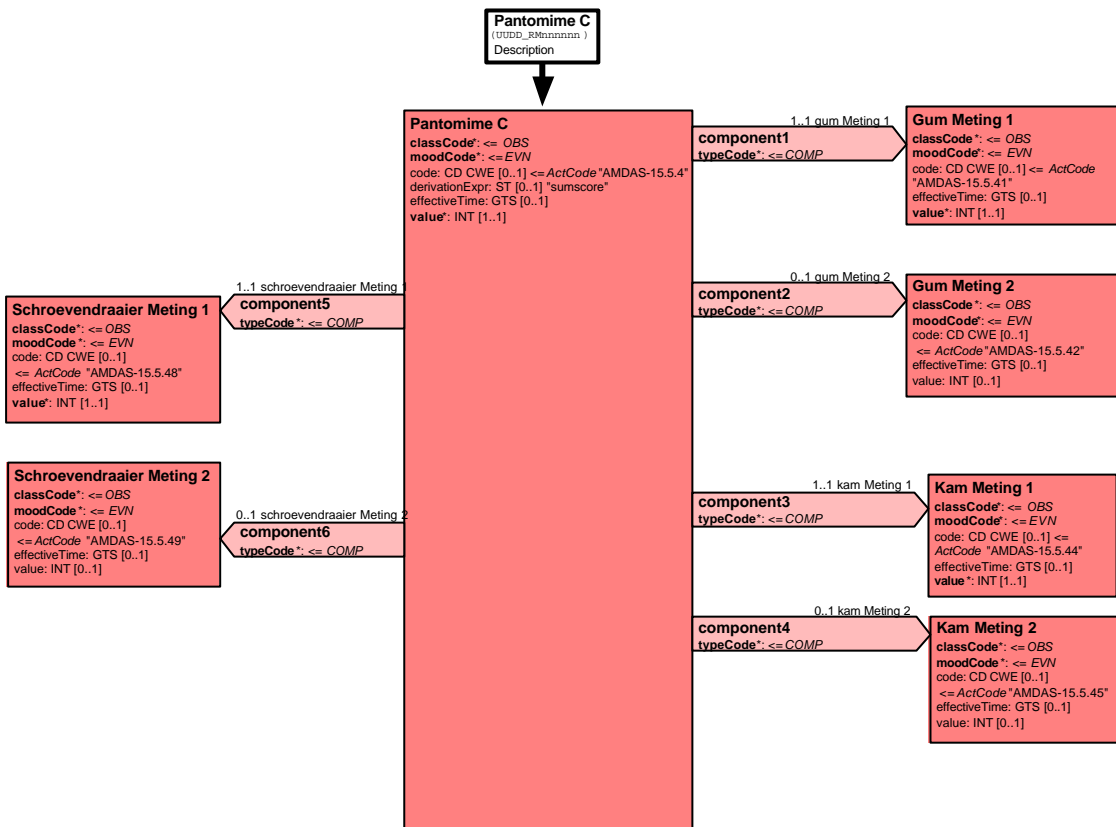 Pantomime C
(UUDD_RMnnnnnn )
Description
Pantomime C
classCode*: <= OBS
moodCode*: <= EVN
code: CD CWE [0..1] <= ActCode "AMDAS-15.5.4"
derivationExpr: ST [0..1] "sumscore"
effectiveTime: GTS [0..1]
value*: INT [1..1]
1..1 gum Meting 1
component1
typeCode*: <= COMP
Gum Meting 1
classCode*: <= OBS
moodCode*: <= EVN
code: CD CWE [0..1] <= ActCode
"AMDAS-15.5.41"
effectiveTime: GTS [0..1]
value*: INT [1..1]
0..1 gum Meting 2
component2
typeCode*: <= COMP
Gum Meting 2
classCode*: <= OBS
moodCode*: <= EVN
code: CD CWE [0..1]
<= ActCode "AMDAS-15.5.42"
effectiveTime: GTS [0..1]
value: INT [0..1]
1..1 schroevendraaier Meting 1
component5
typeCode*: <= COMP
Schroevendraaier Meting 1
classCode*: <= OBS
moodCode*: <= EVN
code: CD CWE [0..1]
<= ActCode "AMDAS-15.5.48"
effectiveTime: GTS [0..1]
value*: INT [1..1]
0..1 schroevendraaier Meting 2
component6
typeCode*: <= COMP
Schroevendraaier Meting 2
classCode*: <= OBS
moodCode*: <= EVN
code: CD CWE [0..1]
<= ActCode "AMDAS-15.5.49"
effectiveTime: GTS [0..1]
value: INT [0..1]
1..1 kam Meting 1
component3
typeCode*: <= COMP
Kam Meting 1
classCode*: <= OBS
moodCode*: <= EVN
code: CD CWE [0..1] <=
ActCode "AMDAS-15.5.44"
effectiveTime: GTS [0..1]
value*: INT [1..1]
0..1 kam Meting 2
component4
typeCode*: <= COMP
Kam Meting 2
classCode*: <= OBS
moodCode*: <= EVN
code: CD CWE [0..1]
<= ActCode "AMDAS-15.5.45"
effectiveTime: GTS [0..1]
value: INT [0..1]